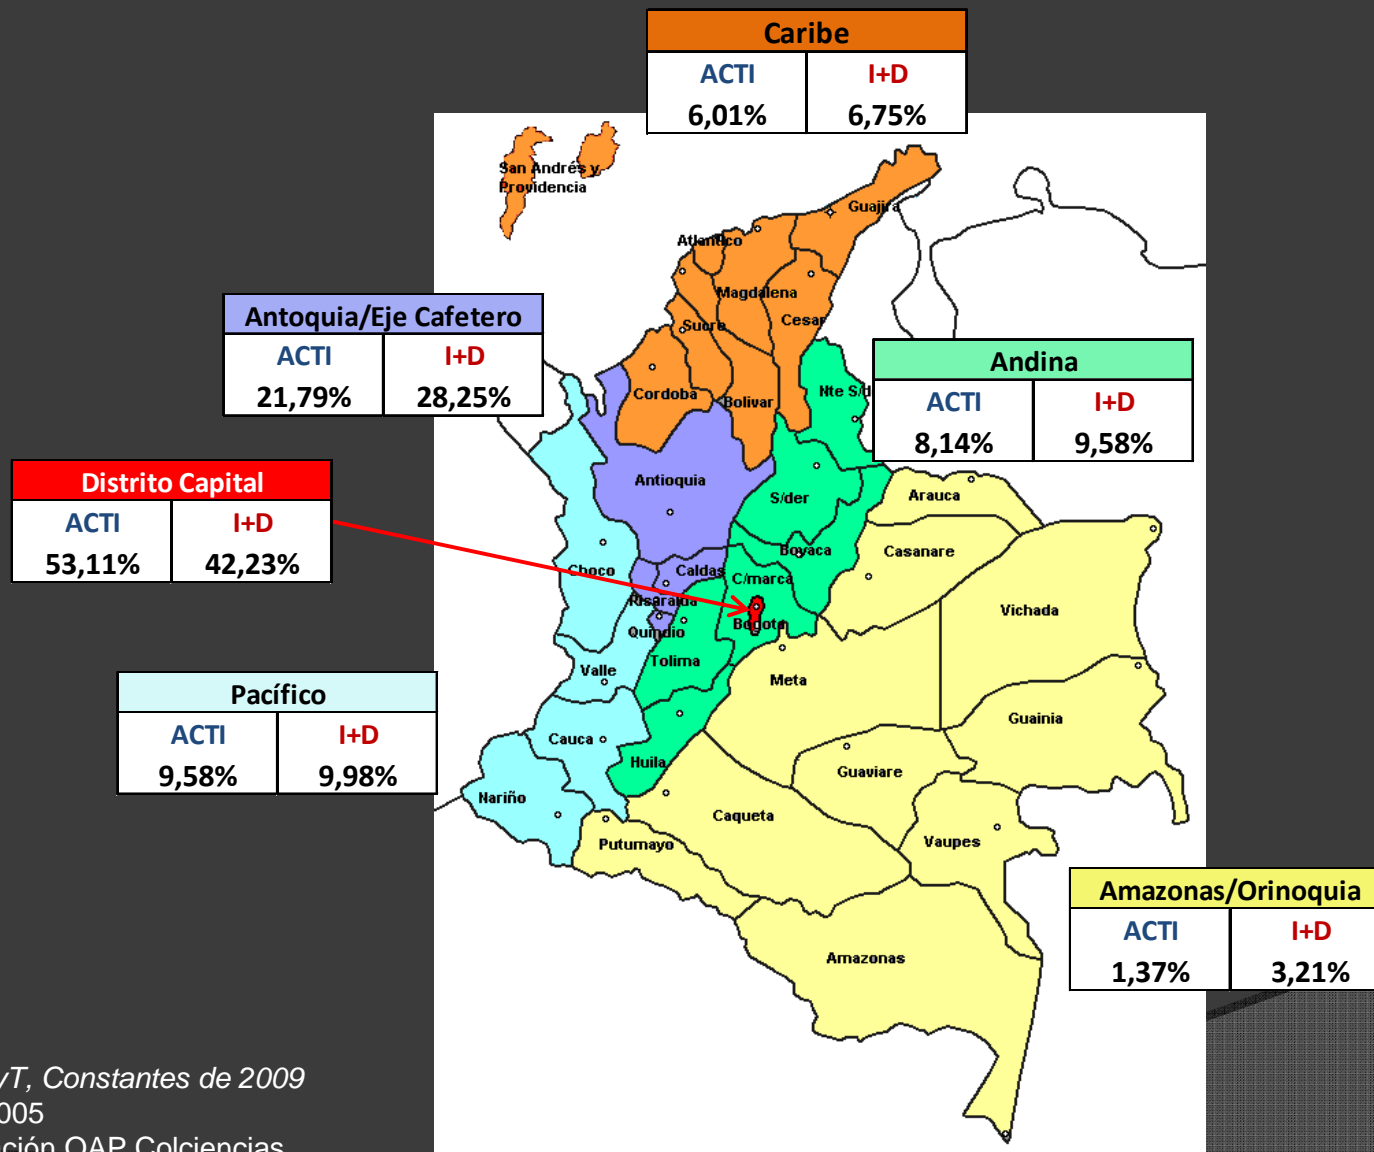 Caribe
ACTI I+D
6,01% 6,75%
San Andrés y
Providencia
Guajira
Atlantico
Magdalena
Cesar
Sucre
Antoquia/Eje Cafetero
ACTI I+D
21,79% 28,25%
Cordoba
Bolivar
Nte S/d
Andina
ACTI I+D
8,14% 9,58%
Antioquia
S/der
Arauca
Distrito Capital
ACTI I+D
53,11% 42,23%
Boyaca
Casanare
Choco
Caldas
C/marca
Risaralda
Vichada
Quindio
Bogota
Tolima
Valle
Meta
Pacífico
ACTI I+D
9,58% 9,98%
Guainia
Cauca
Huila
Guaviare
Nariño
Caqueta
Putumayo
Vaupes
Amazonas/Orinoquia
ACTI I+D
1,37% 3,21%
Amazonas
yT, Constantes de 2009
005
ción OAP Colciencias